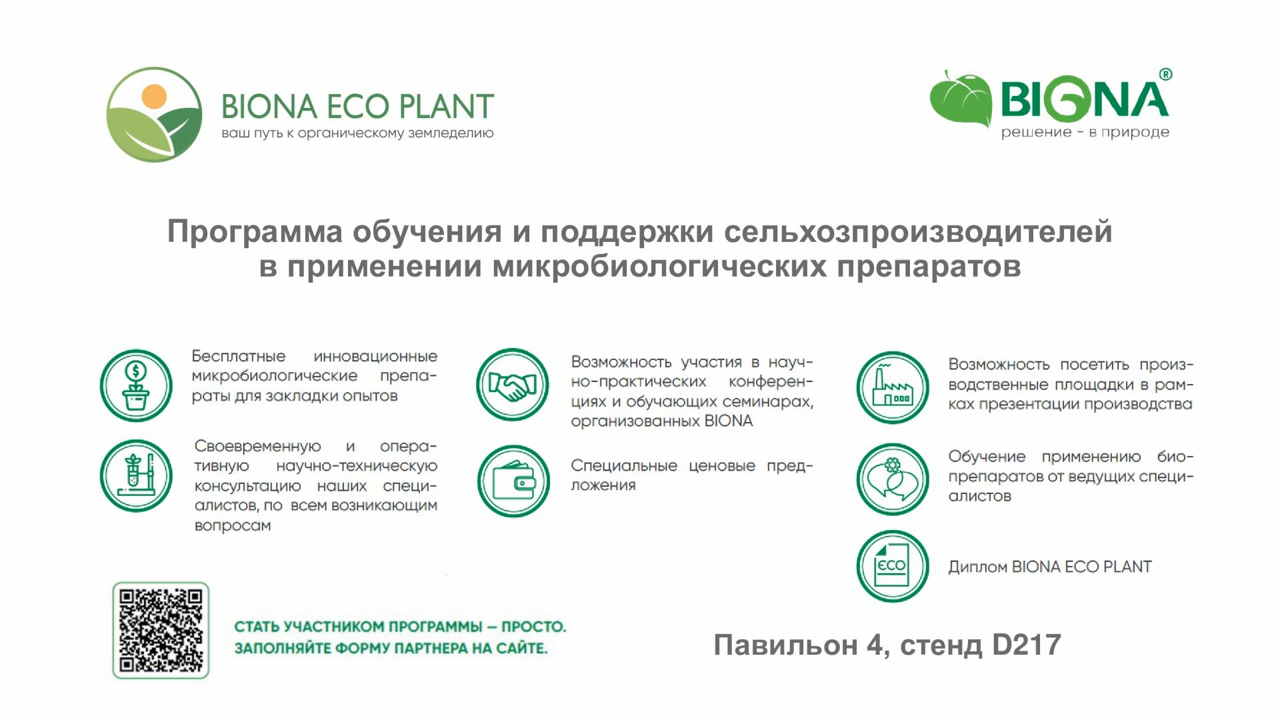 BIONA ECO PLANT
ваш путь к органическому земледелию
BIONA®
решение - в природе
Программа обучения и поддержки сельхозпроизводителей
в применении микробиологических препаратов
Бесплатные инновационные
микробиологические препа-
раты для закладки опытов
Своевременную и опера-
тивную научно-техническую
консультацию наших специ-
алистов, по всем возникающим
вопросам
Возможность участия в науч-
но-практических конферен-
циях и обучающих семинарах,
организованных BIONA
Специальные ценовые пред-
ложения
Возможность посетить произ-
водственные площадки в рам-
ках презентации производства
Обучение применению био-
препаратов от ведущих специ-
алистов
ECO
Диплом BIONA ECO PLANT
СТАТЬ УЧАСТНИКОМ ПРОГРАММЫ — ПРОСТО.
ЗАПОЛНЯЙТЕ ФОРМУ ПАРТНЕРА НА САЙТЕ.
Павильон 4, стенд D217